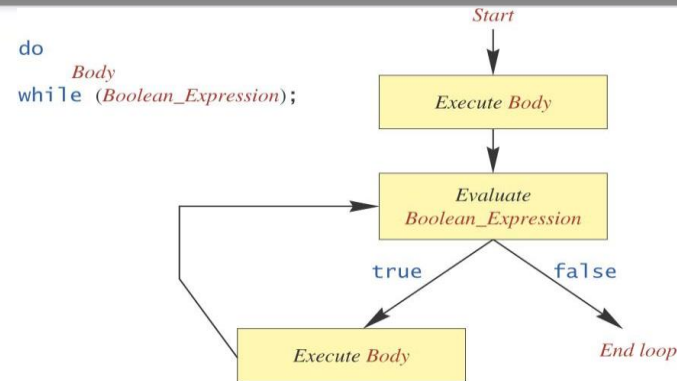 do
Body
while (Boolean_Expression);
Start
Execute Body
Evaluate
Boolean_Expression
true
false
Execute Body
End loop